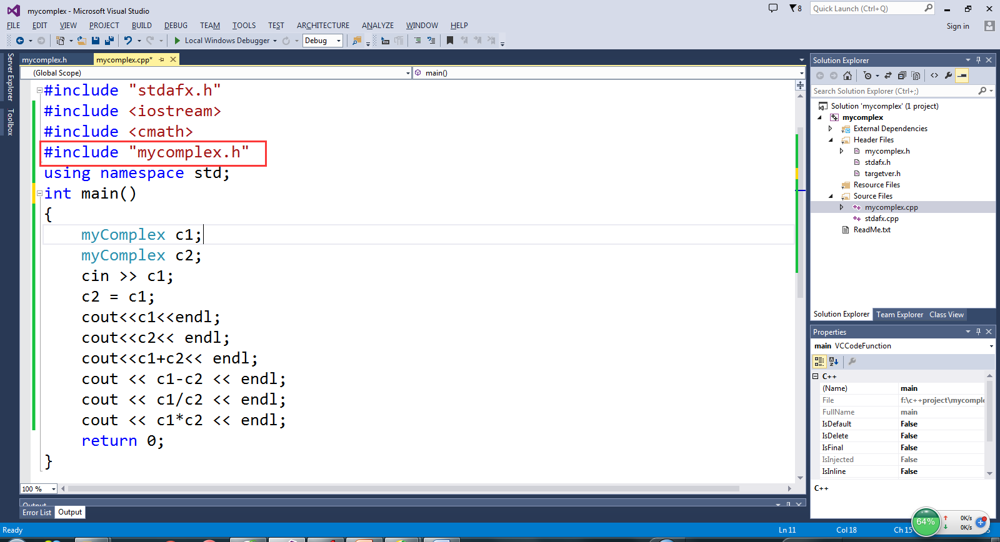 mycomplex - Microsoft Visual Studio
8
Quick Launch (Ctrl+Q)
FILE EDIT VIEW PROJECT BUILD DEBUG TEAM TOOLS TEST ARCHITECTURE ANALYZE WINDOW HELP
Sign in
Local Windows Debugger
Debug
Server Explorer
Toolbox
mycomplex.h
mycomplex.cpp*
(Global Scope)
main()
#include "stdafx.h"
#include <iostream>
#include <cmath>
#include "mycomplex.h"
using namespace std;
int main()
{
myComplex c1;
myComplex c2;
cin >> c1;
c2 = c1;
cout<<c1<<endl;
cout<<c2<< endl;
cout<<c1+c2<< endl;
cout << c1-c2 << endl;
cout << c1/c2 << endl;
cout << c1*c2 << endl;
return 0;
}
100 %
Output
Error List
Output
Solution Explorer
Search Solution Explorer (Ctrl+;)
Solution 'mycomplex' (1 project)
mycomplex
External Dependencies
Header Files
mycomplex.h
stdafx.h
targetver.h
Resource Files
Source Files
mycomplex.cpp
stdafx.cpp
ReadMe.txt
Solution Explorer
Team Explorer
Class View
Properties
main VCCodeFunction
C++
(Name) main
File f:\c++project\mycomple
FullName main
IsDefault False
IsDelete False
IsFinal False
IsInjected False
IsInline False
C++
64%
0K/s
0K/s
Ready
Ln 11
Col 18
Ch 15